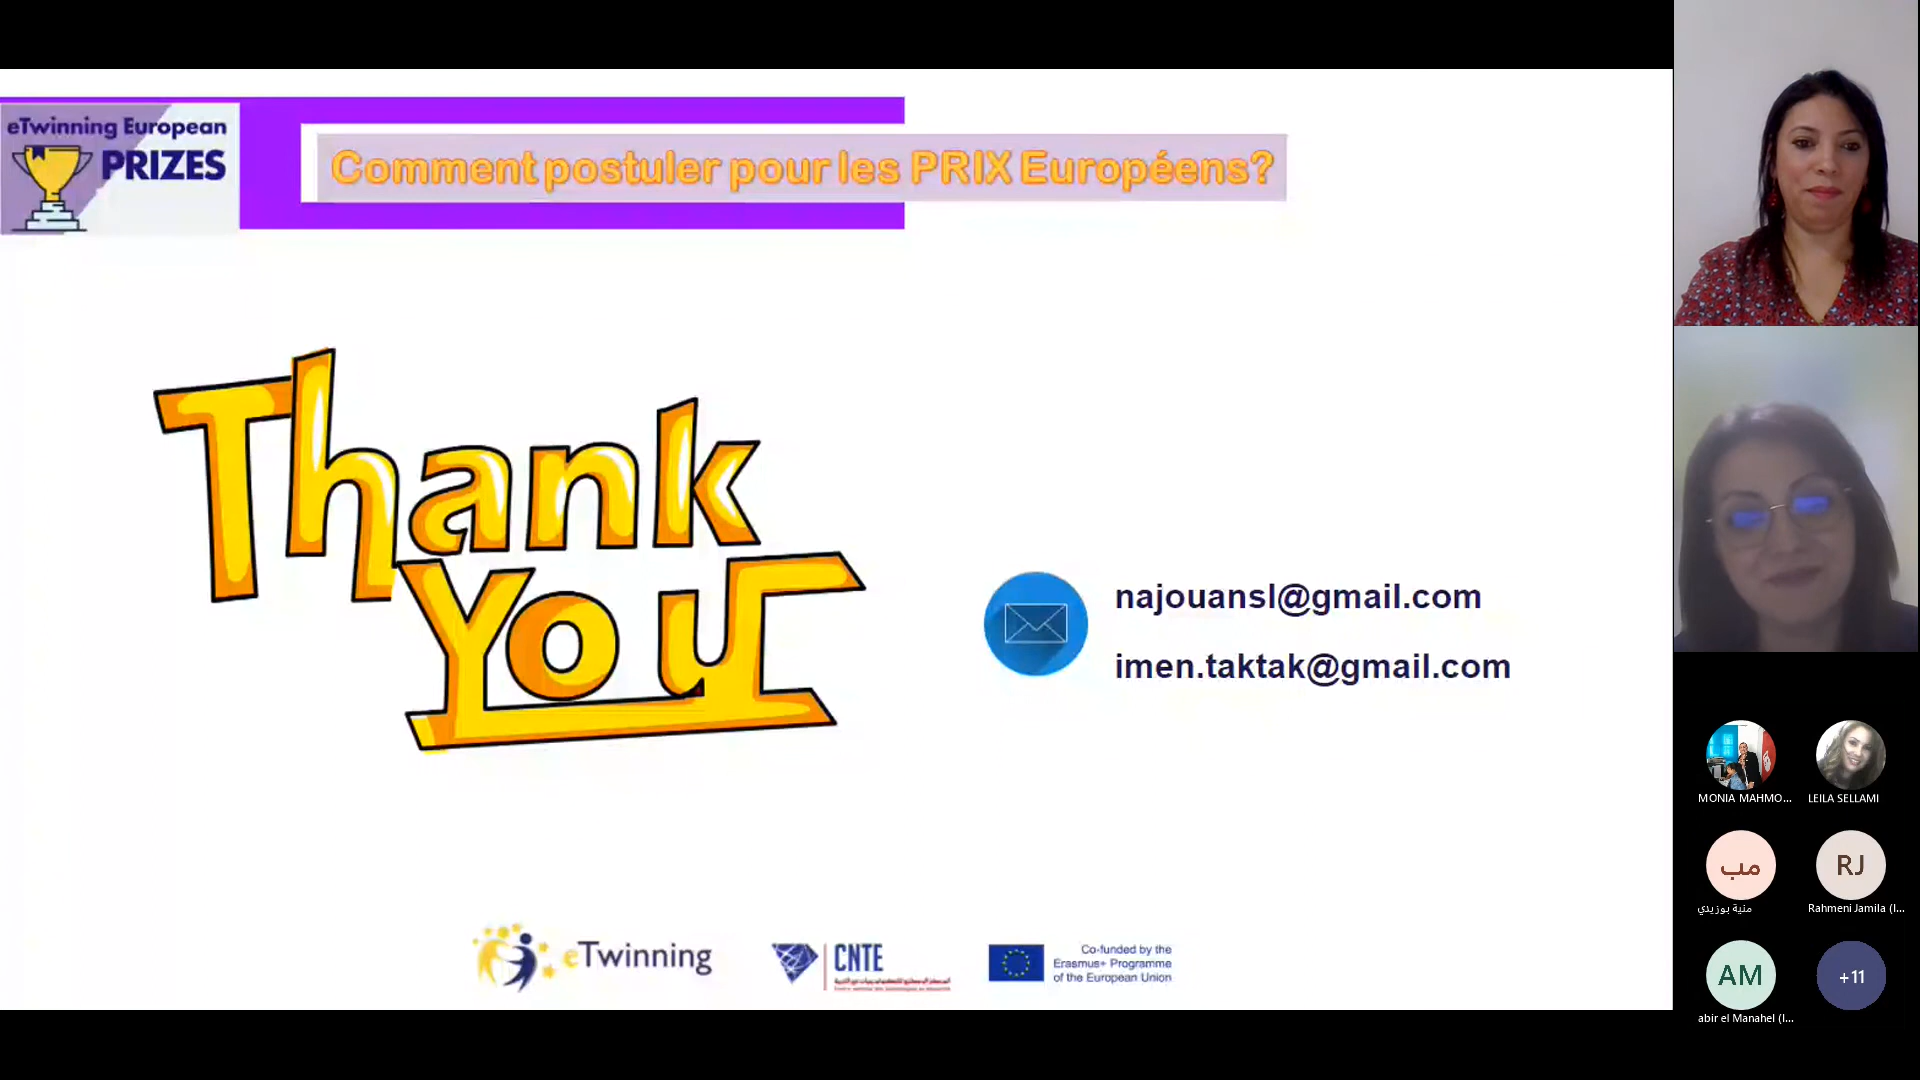 eTwinning European
PRIZES
Comment postuler pour les PRIX Européens?
Thank
You
najouansl@gmail.com
imen.taktak@gmail.com
eTwinning
CNTE
Co-funded by the
Erasmus+ Programme
of the European Union
MONIA MAHMO...
LEILA SELLAMI
مب
منية بوزيدي
RJ
Rahmeni Jamila (I...
AM
abir el Manahel (I...
+11